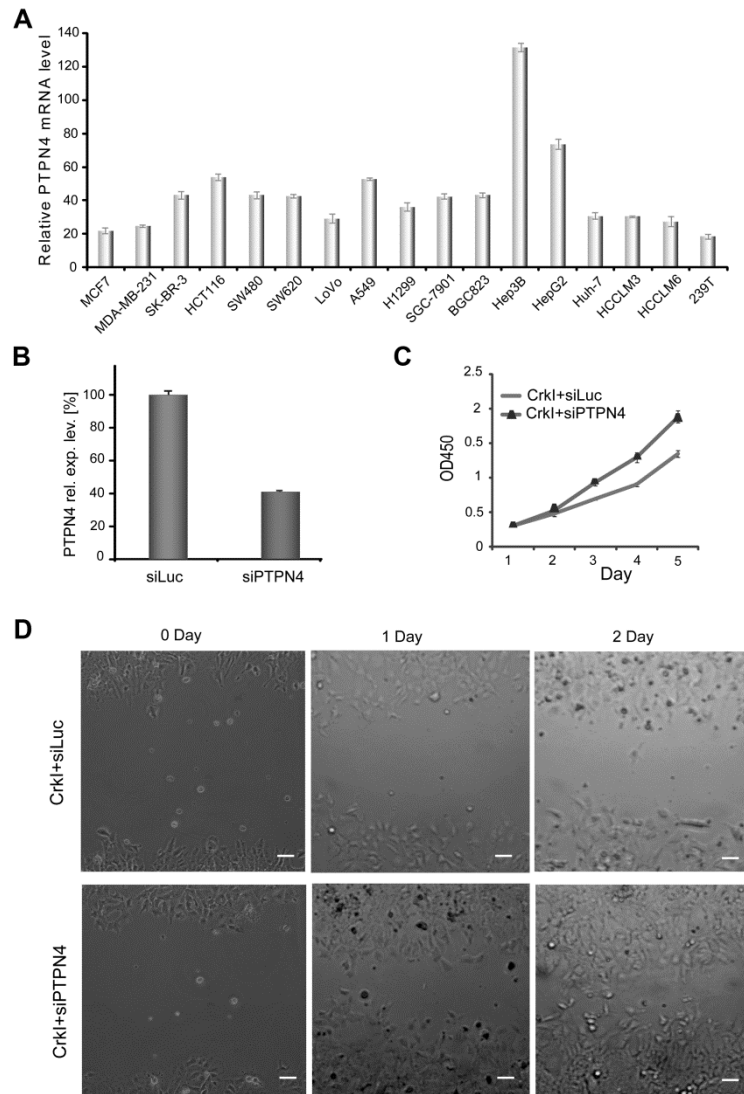 A
Relative PTPN4 mRNA level
140
120
100
80
60
40
20
0
MCF7
MDA-MB-231
SK-BR-3
HCT116
SW480
SW620
LoVo
A549
H1299
SGC-7901
BGC823
Hep3B
HepG2
Huh-7
HCCLM3
HCCLM6
239T
B
PTPN4 rel. exp. lev. [%]
100
80
60
40
20
0
siLuc
siPTPN4
C
OD450
2.5
2
0.5
1
0.5
0
CrkI+siLuc
CrkI+siPTPN4
1 2 3 4 5
Day
D
0 Day
1 Day
2 Day
CrkI+siLuc
CrkI+siPTPN4